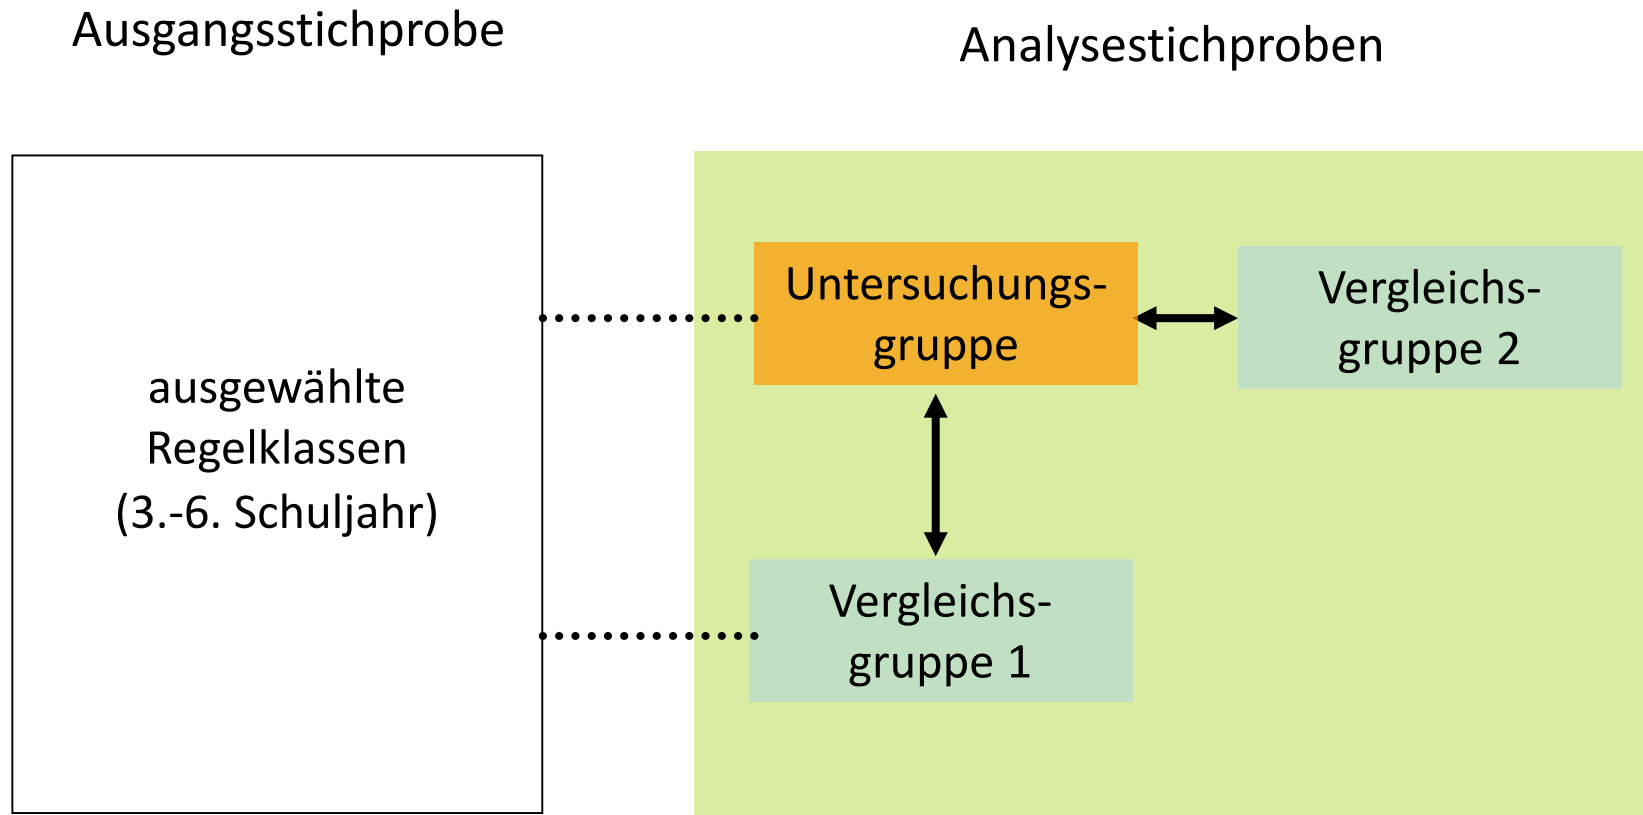 Ausgangsstichprobe
Analysestichproben
ausgewählte
Regelklassen
(3.-6. Schuljahr)
Untersuchungs-
gruppe
Vergleichs-
gruppe 2
Vergleichs-
gruppe 1